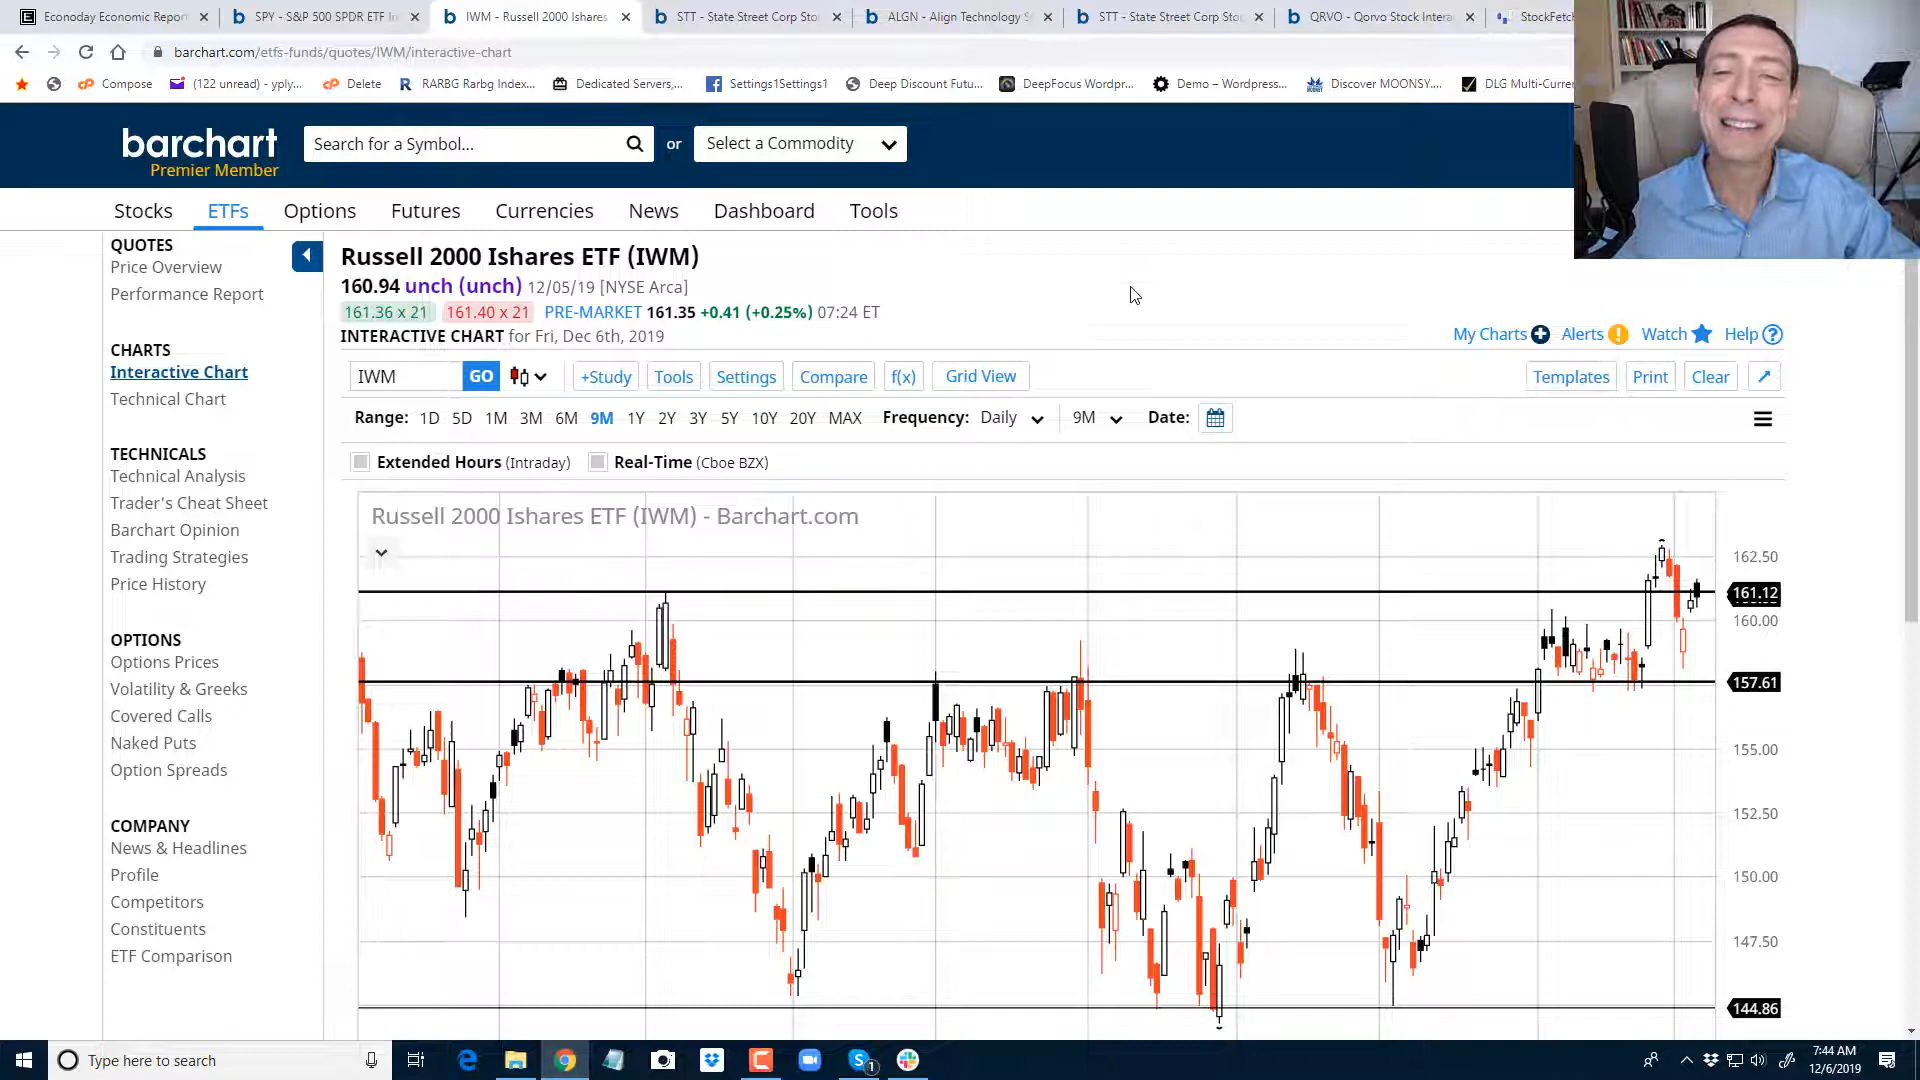 Econoday Economic Repor
SPY - S&P 500 SPDR ETF In
IWM - Russell 2000 Ishares
STT - State Street Corp Sto
ALGN - Align Technology S
STT - State Street Corp Sto
QRVO - Qorvo Stock Intera
StockFetch
barchart.com/etfs-funds/quotes/IWM/interactive-chart
Compose
(122 unread) - yply...
Delete
RARBG Rarbg Index...
Dedicated Servers,...
Settings1Settings1
Deep Discount Futu...
DeepFocus Wordpr...
Demo – Wordpress...
Discover MOONSY....
DLG Multi-Curre
barchart
Premier Member
Search for a Symbol...
or
Select a Commodity
Stocks
ETFs
Options
Futures
Currencies
News
Dashboard
Tools
QUOTES
Price Overview
Performance Report
CHARTS
Interactive Chart
Technical Chart
TECHNICALS
Technical Analysis
Trader's Cheat Sheet
Barchart Opinion
Trading Strategies
Price History
OPTIONS
Options Prices
Volatility & Greeks
Covered Calls
Naked Puts
Option Spreads
COMPANY
News & Headlines
Profile
Competitors
Constituents
ETF Comparison
Russell 2000 Ishares ETF (IWM)
160.94 unch (unch) 12/05/19 [NYSE Arca]
161.36 x 21 161.40 x 21 PRE-MARKET 161.35 +0.41 (+0.25%) 07:24 ET
INTERACTIVE CHART for Fri, Dec 6th, 2019
My Charts
Alerts
Watch
Help
IWM
GO
+Study
Tools
Settings
Compare
f(x)
Grid View
Templates
Print
Clear
Range: 1D 5D 1M 3M 6M 9M 1Y 2Y 3Y 5Y 10Y 20Y MAX Frequency: Daily 9M Date:
Extended Hours (Intraday) Real-Time (Cboe BZX)
Russell 2000 Ishares ETF (IWM) - Barchart.com
162.50
161.12
160.00
157.61
155.00
152.50
150.00
147.50
144.86
Type here to search
1
7:44 AM
12/6/2019